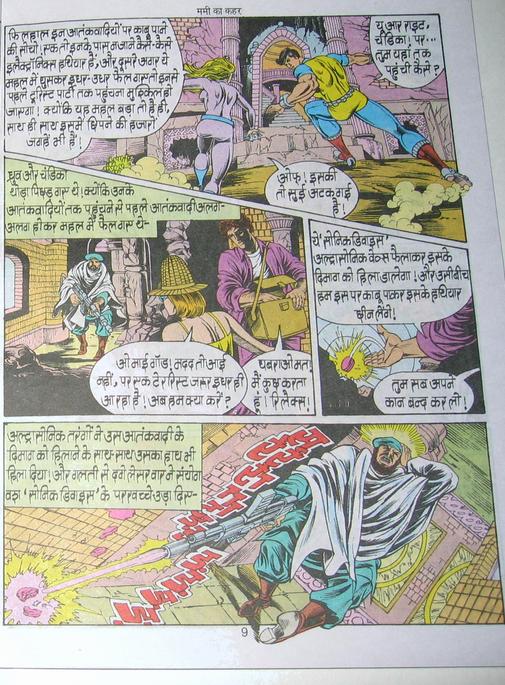 ममी का कहर
फिलहाल इन आतंकवादियों पर काबू पाने
की सोचो! एक तो इनके पास न जाने कैसे-कैसे
इलैक्ट्रॉनिक्स हथियार हैं, और दूसरे अगर ये
महल में घुसकर इधर-उधर फैल गए तो इनसे
पहले टूरिस्ट पार्टी तक पहुंचना मुश्किल हो
जाएगा! क्योंकि यह महल बड़ा तो है ही,
साथ ही साथ इसमें छिपने की हजारों
जगहें भी हैं!
यू आर राइट,
चंडिका! पर...
तुम यहां तक
पहुंची कैसे?
ओफ्! इसकी
तो सुई अटक गई
है!
ध्रुव और चंडिका
थोड़ा पिछड़ गए थे! क्योंकि उनके
आतंकवादियों तक पहुंचने से पहले आतंकवादी अलग-
अलग होकर महल में फैल गए थे-
ओ माई गॉड! मदद तो आई
नहीं, पर एक टेररिस्ट जरूर इधर ही
आ रहा है! अब हम क्या करें?
घबराओ मत!
मैं कुछ करता
हूं! रिलैक्स!
ये 'सोनिक डिवाइस'
अल्ट्रासोनिक वेव्स फैलाकर, इसके
दिमाग को हिला डालेगा! और उसी बीच
हम इस पर काबू पाकर इसके हथियार
छीन लेंगे!
तुम सब अपने
कान बन्द कर लो!
अल्ट्रासोनिक तरंगों ने उस आतंकवादी के
दिमाग को हिलाने के साथ-साथ उसका हाथ भी
हिला दिया! और गलती से दगे लेसर वार ने संयोग
वश 'सोनिक डिवाइस' के परखच्चे उड़ा दिए-
9